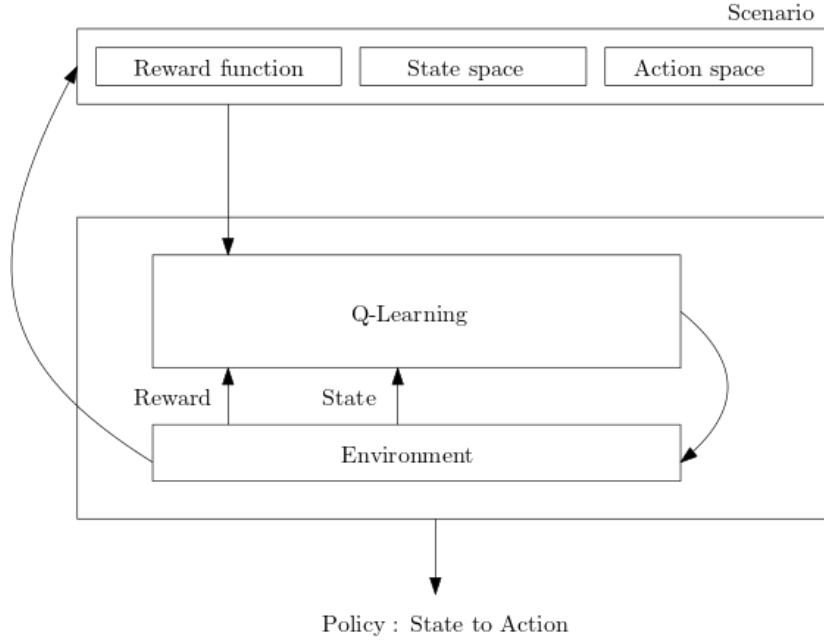 Scenario
Reward function State space Action space
Q-Learning
Reward State
Environment
Policy : State to Action